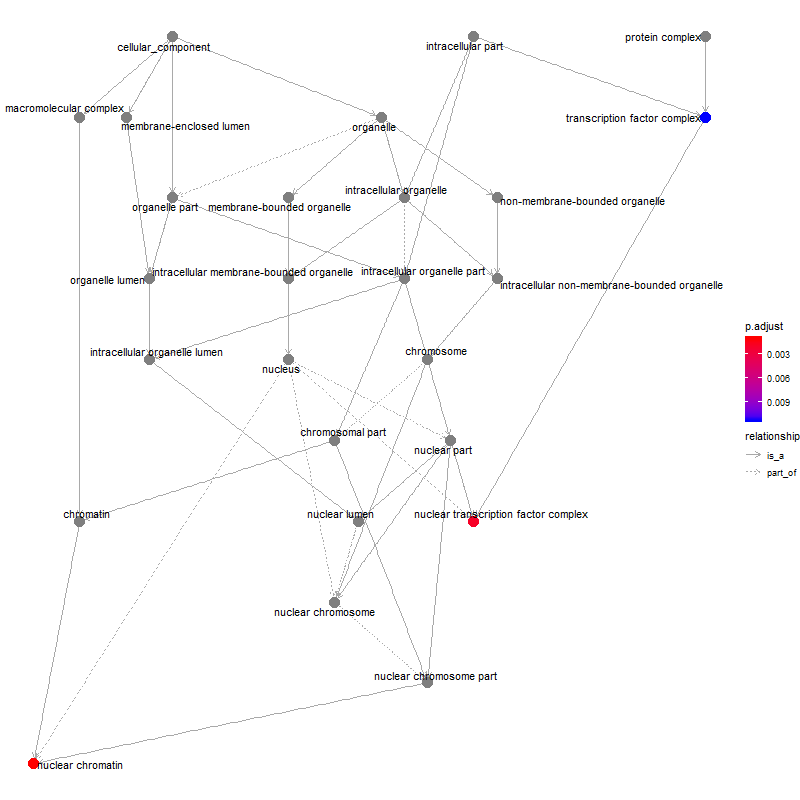 cellular_component
intracellular part
protein complex
macromolecular complex
membrane-enclosed lumen
organelle
transcription factor complex
organelle part
membrane-bounded organelle
intracellular organelle
non-membrane-bounded organelle
organelle lumen
intracellular membrane-bounded organelle
intracellular organelle part
intracellular non-membrane-bounded organelle
p.adjust
0.003
0.006
0.009
intracellular organelle lumen
nucleus
chromosome
relationship
is_a
part_of
chromosomal part
nuclear part
chromatin
nuclear lumen
nuclear transcription factor complex
nuclear chromosome
nuclear chromosome part
nuclear chromatin